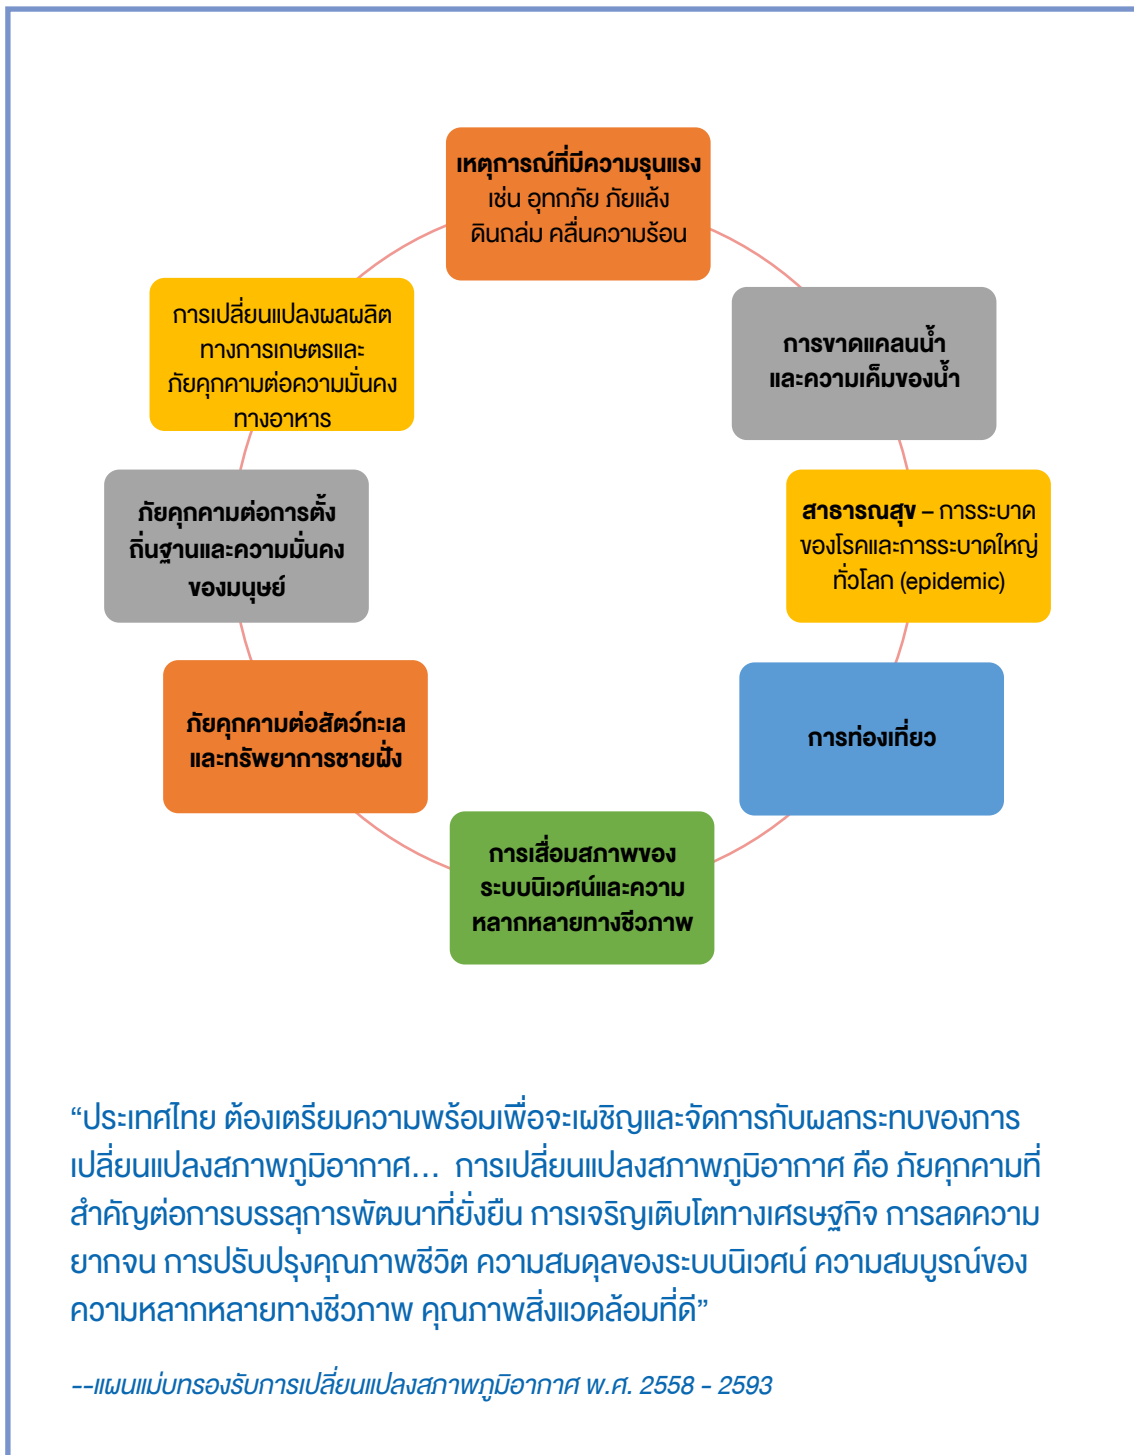 เหตุการณ์ที่มีความรุนแรง
เช่น อุทกภัย ภัยแล้ง
ดินถล่ม คลื่นความร้อน
การขาดแคลนน้ำ
และความเค็มของน้ำ
สาธารณสุข – การระบาด
ของโรคและการระบาดใหญ่
ทั่วโลก (epidemic)
การท่องเที่ยว
การเสื่อมสภาพของ
ระบบนิเวศน์และความ
หลากหลายทางชีวภาพ
ภัยคุกคามต่อสัตว์ทะเล
และทรัพยาการชายฝั่ง
ภัยคุกคามต่อการตั้ง
ถิ่นฐานและความมั่นคง
ของมนุษย์
การเปลี่ยนแปลงผลผลิต
ทางการเกษตรและ
ภัยคุกคามต่อความมั่นคง
ทางอาหาร
“ประเทศไทย ต้องเตรียมความพร้อมเพื่อจะเผชิญและจัดการกับผลกระทบของการ
เปลี่ยนแปลงสภาพภูมิอากาศ... การเปลี่ยนแปลงสภาพภูมิอากาศ คือ ภัยคุกคามที่
สำคัญต่อการบรรลุการพัฒนาที่ยั่งยืน การเจริญเติบโตทางเศรษฐกิจ การลดความ
ยากจน การปรับปรุงคุณภาพชีวิต ความสมดุลของระบบนิเวศน์ ความสมบูรณ์ของ
ความหลากหลายทางชีวภาพ คุณภาพสิ่งแวดล้อมที่ดี”
--แผนแม่บทรองรับการเปลี่ยนแปลงสภาพภูมิอากาศ พ.ศ. 2558 - 2593